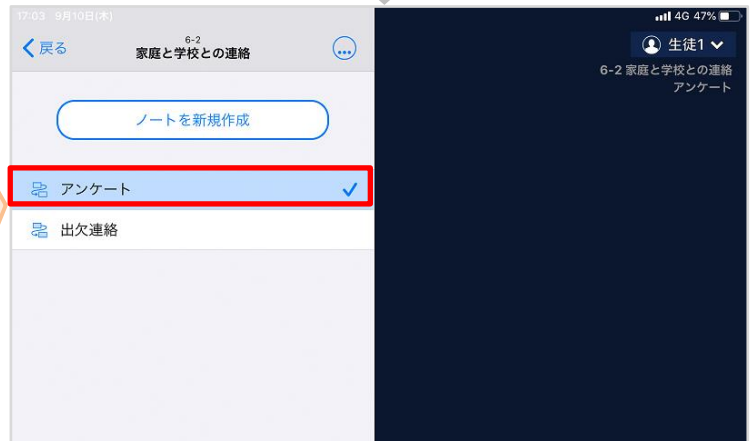 17:03 9月10日(木)
4G 47%
戻る
6-2
家庭と学校との連絡
生徒1
6-2 家庭と学校との連絡
アンケート
ノートを新規作成
アンケート
出欠連絡